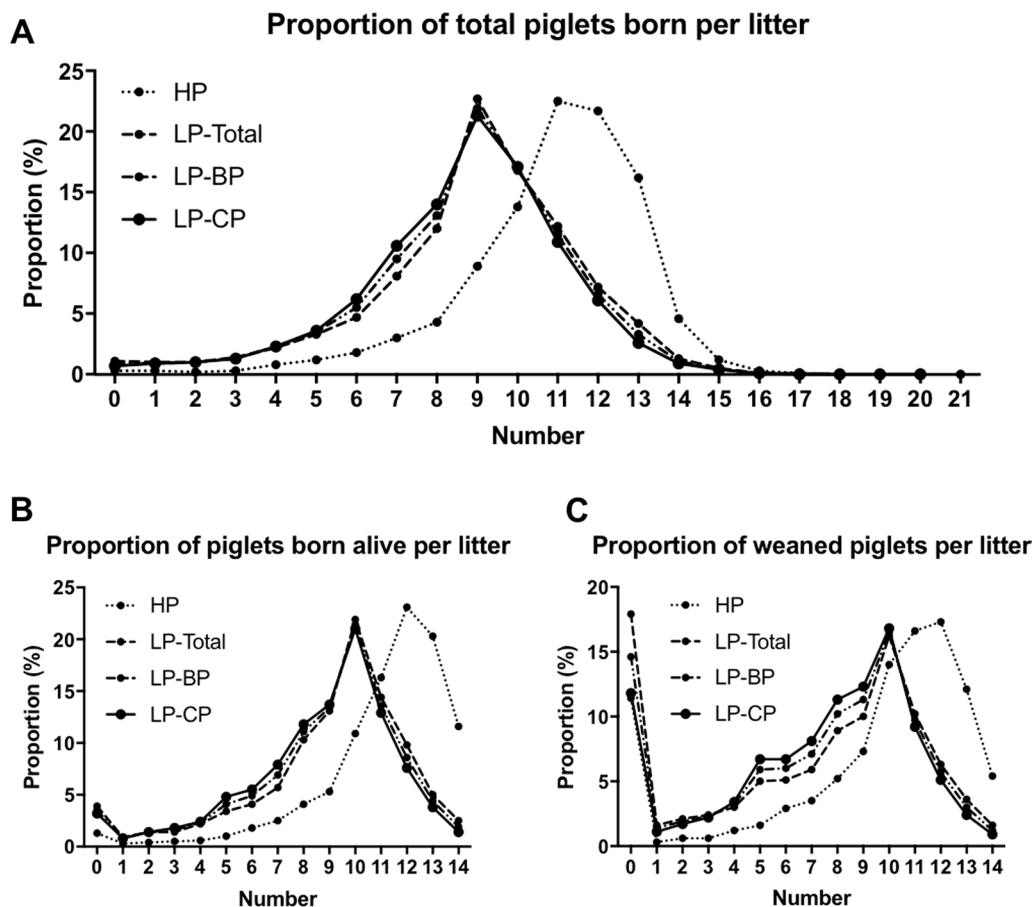 A
Proportion of total piglets born per litter
25
20
15
10
5
0
Proportion (%)
HP
LP-Total
LP-BP
LP-CP
0 1 2 3 4 5 6 7 8 9 10 11 12 13 14 15 16 17 18 19 20 21
Number
B
Proportion of piglets born alive per litter
25
20
15
10
5
0
Proportion (%)
HP
LP-Total
LP-BP
LP-CP
0 1 2 3 4 5 6 7 8 9 10 11 12 13 14
Number
C
Proportion of weaned piglets per litter
20
15
10
5
0
Proportion (%)
HP
LP-Total
LP-BP
LP-CP
0 1 2 3 4 5 6 7 8 9 10 11 12 13 14
Number